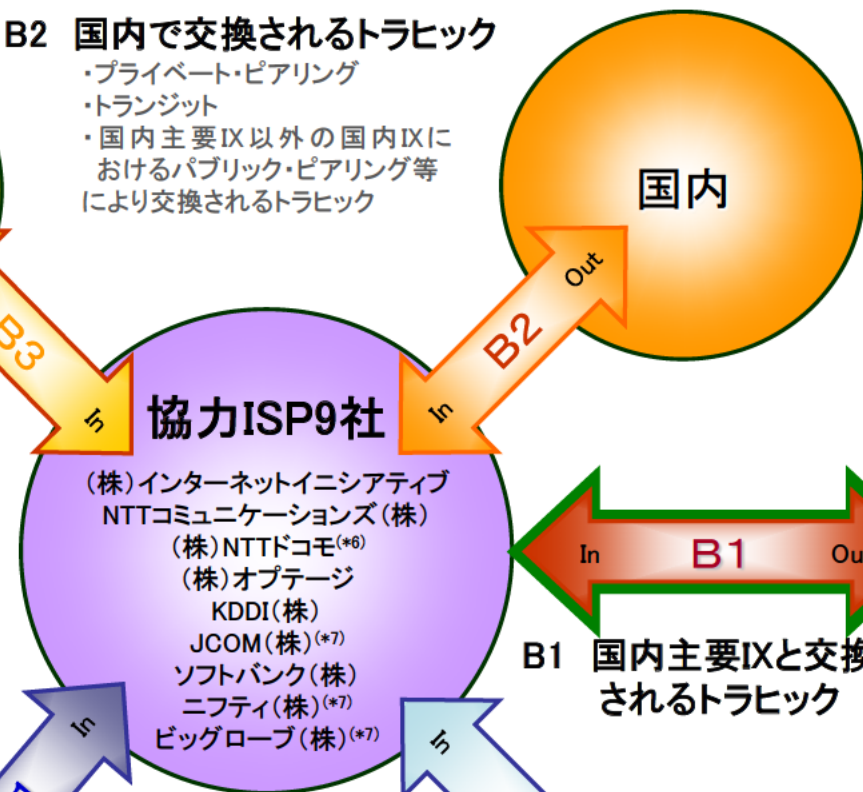 B2 国内で交換されるトラヒック
・プライベート・ピアリング
・トランジット
・国内主要IX以外の国内IXに
おけるパブリック・ピアリング等
により交換されるトラヒック
国内
Out
B2
In
B3
In
協力ISP9社
（株）インターネットイニシアティブ
NTTコミュニケーションズ（株）
（株）NTTドコモ(*6)
（株）オプテージ
KDDI（株）
JCOM（株）(*7)
ソフトバンク（株）
ニフティ（株）(*7)
ビッグローブ（株）(*7)
In
B1
Ou
B1 国内主要IXと交換
されるトラヒック
In
In